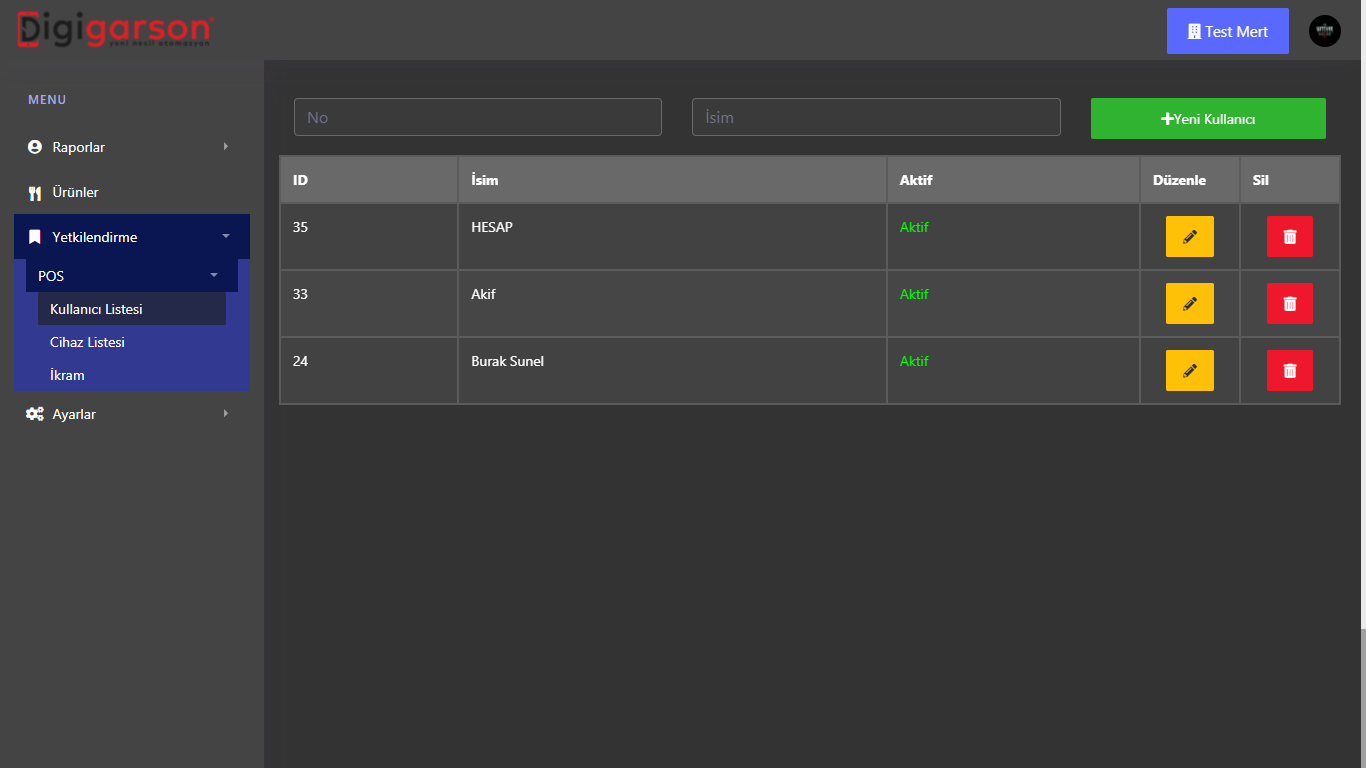 Digigarson
yeni nesil otomasyon
Test Mert
MENU
Raporlar
Ürünler
Yetkilendirme
POS
Kullanıcı Listesi
Cihaz Listesi
İkram
Ayarlar
No
İsim
Yeni Kullanıcı
ID İsim Aktif Düzenle Sil
35 HESAP Aktif
33 Akif Aktif
24 Burak Sunel Aktif